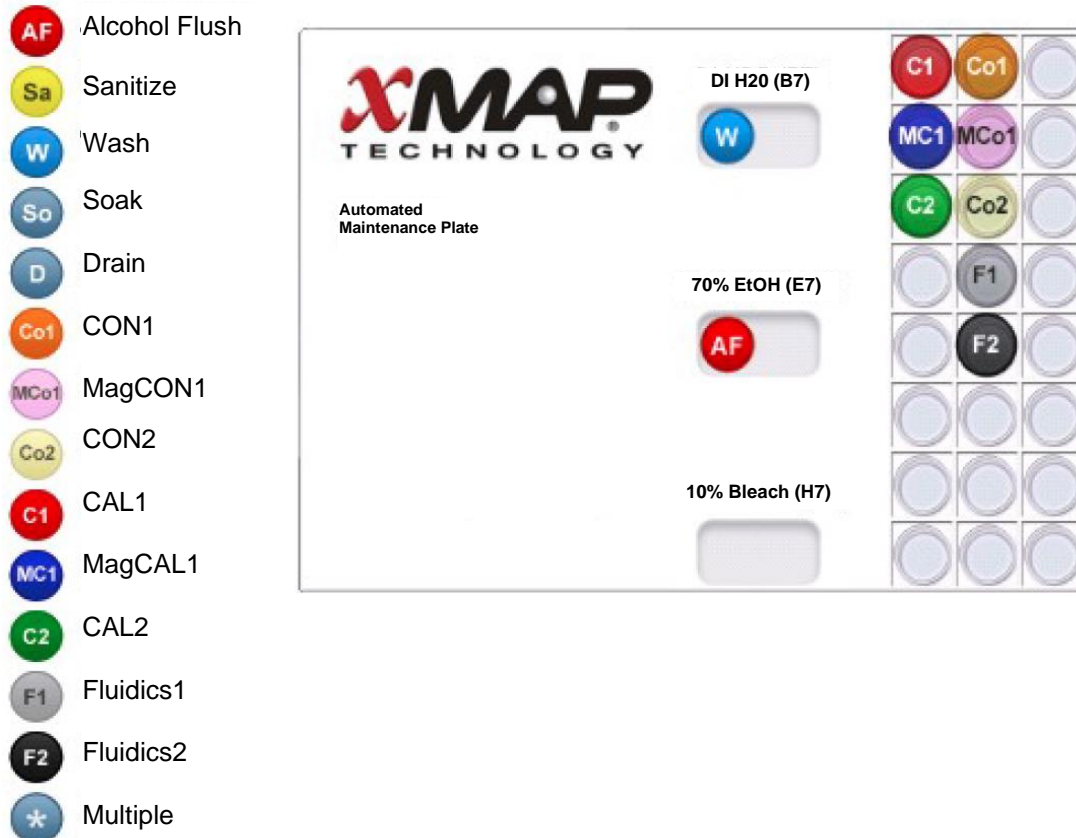 AF Alcohol Flush
Sa Sanitize
W Wash
So Soak
D Drain
Co1 CON1
MCo1 MagCON1
Co2 CON2
C1 CAL1
MC1 MagCAL1
C2 CAL2
F1 Fluidics1
F2 Fluidics2
* Multiple
xMAP®
TECHNOLOGY
Automated
Maintenance Plate
DI H20 (B7)
W
70% EtOH (E7)
AF
10% Bleach (H7)
C1 Co1
MC1 MCo1
C2 Co2
F1
F2